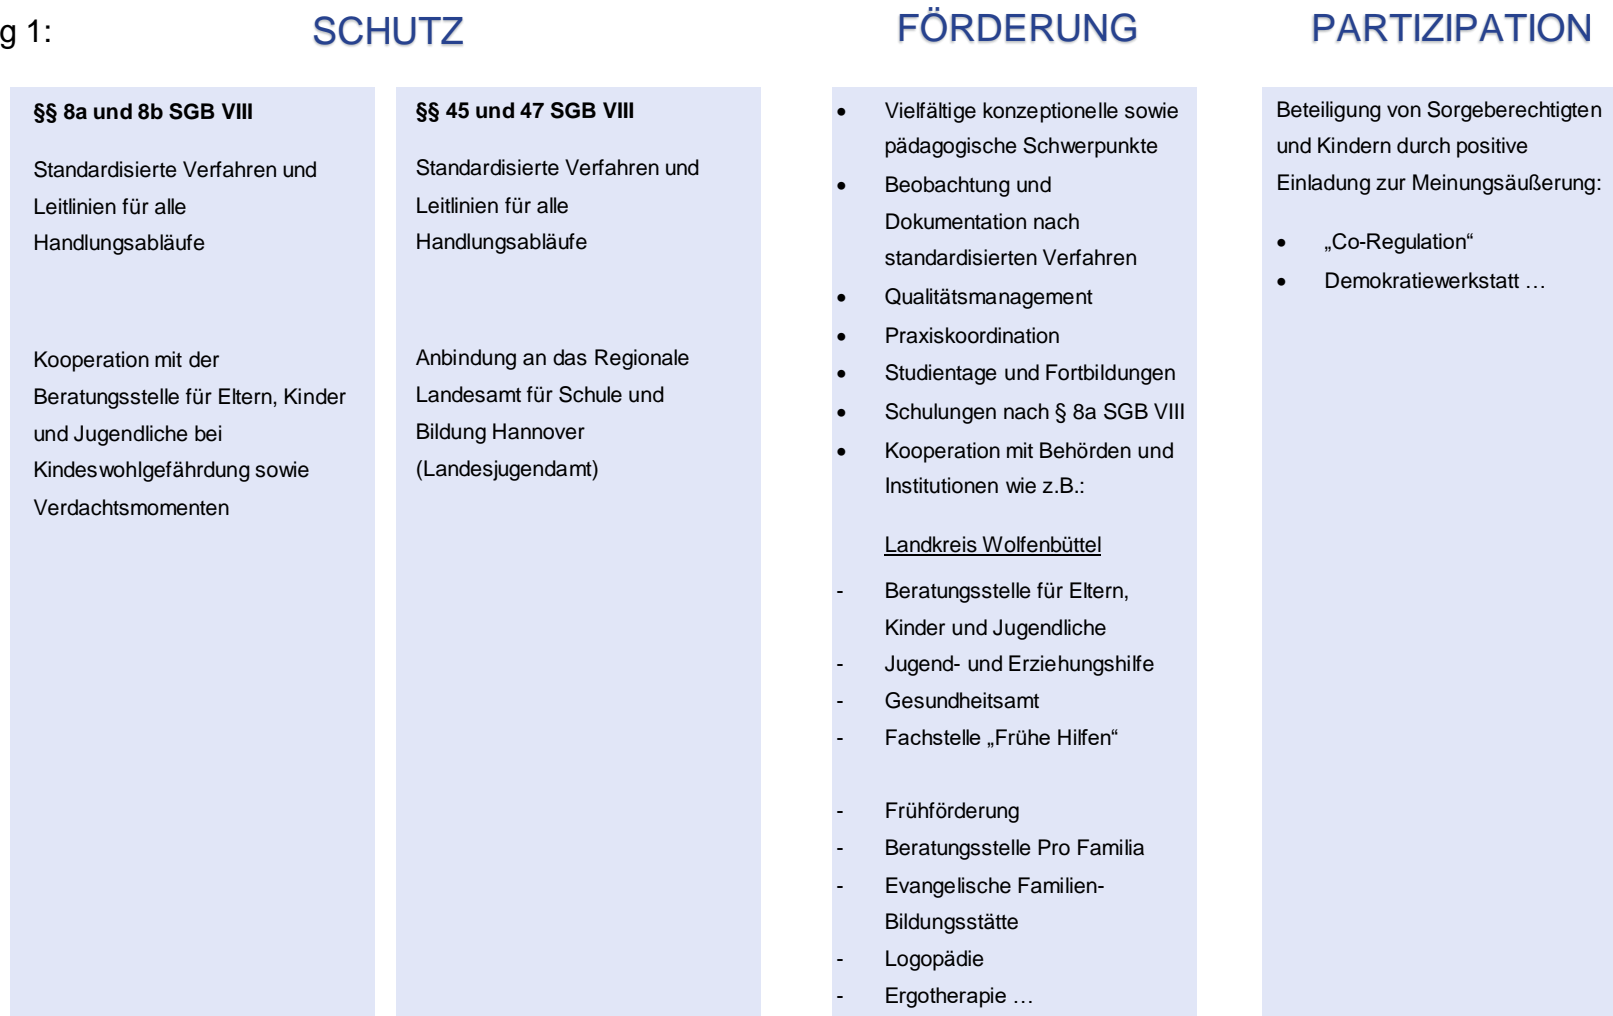 g 1:
SCHUTZ
FÖRDERUNG
PARTIZIPATION
§§ 8a und 8b SGB VIII
Standardisierte Verfahren und
Leitlinien für alle
Handlungsabläufe
Kooperation mit der
Beratungsstelle für Eltern, Kinder
und Jugendliche bei
Kindeswohlgefährdung sowie
Verdachtsmomenten
§§ 45 und 47 SGB VIII
Standardisierte Verfahren und
Leitlinien für alle
Handlungsabläufe
Anbindung an das Regionale
Landesamt für Schule und
Bildung Hannover
(Landesjugendamt)
• Vielfältige konzeptionelle sowie
pädagogische Schwerpunkte
• Beobachtung und
Dokumentation nach
standardisierten Verfahren
• Qualitätsmanagement
• Praxiskoordination
• Studientage und Fortbildungen
• Schulungen nach § 8a SGB VIII
• Kooperation mit Behörden und
Institutionen wie z.B.:
Landkreis Wolfenbüttel
- Beratungsstelle für Eltern,
Kinder und Jugendliche
- Jugend- und Erziehungshilfe
- Gesundheitsamt
- Fachstelle „Frühe Hilfen“
- Frühförderung
- Beratungsstelle Pro Familia
- Evangelische Familien-
Bildungsstätte
- Logopädie
- Ergotherapie …
Beteiligung von Sorgeberechtigten
und Kindern durch positive
Einladung zur Meinungsäußerung:
• „Co-Regulation“
• Demokratiewerkstatt …